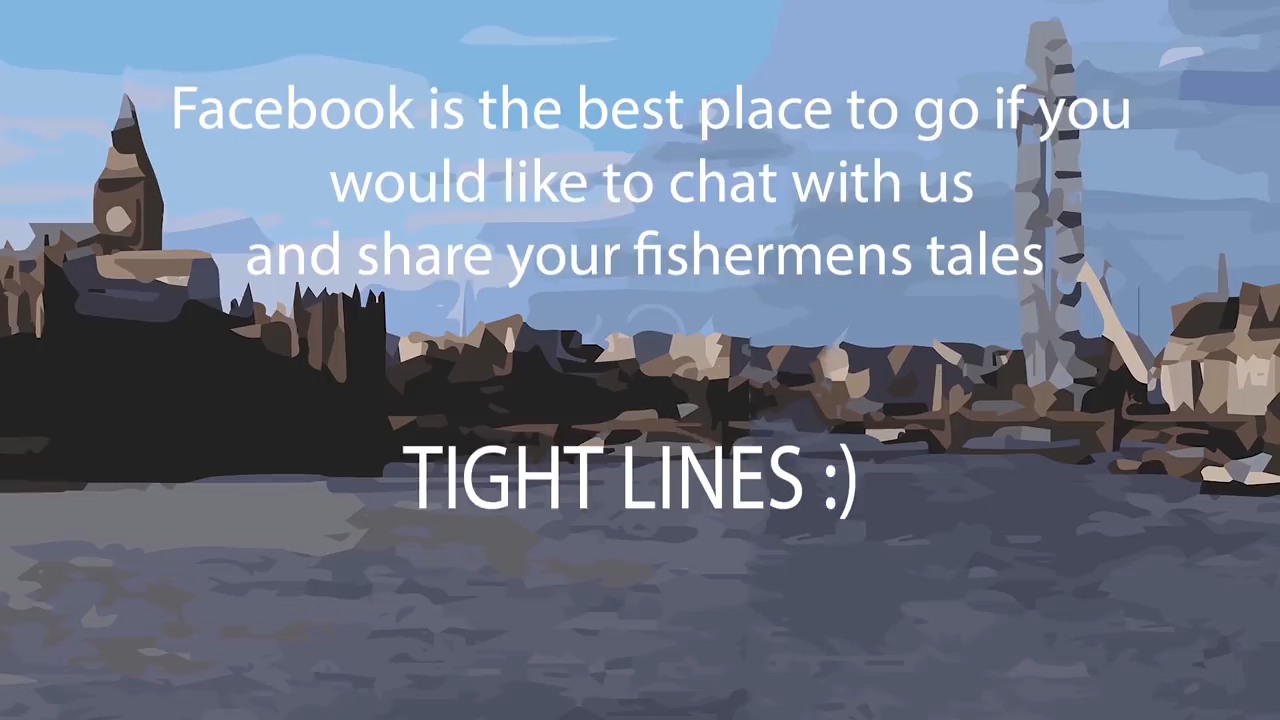 Facebook is the best place to go if you
would like to chat with us
and share your fishermens tales
TIGHT LINES :)